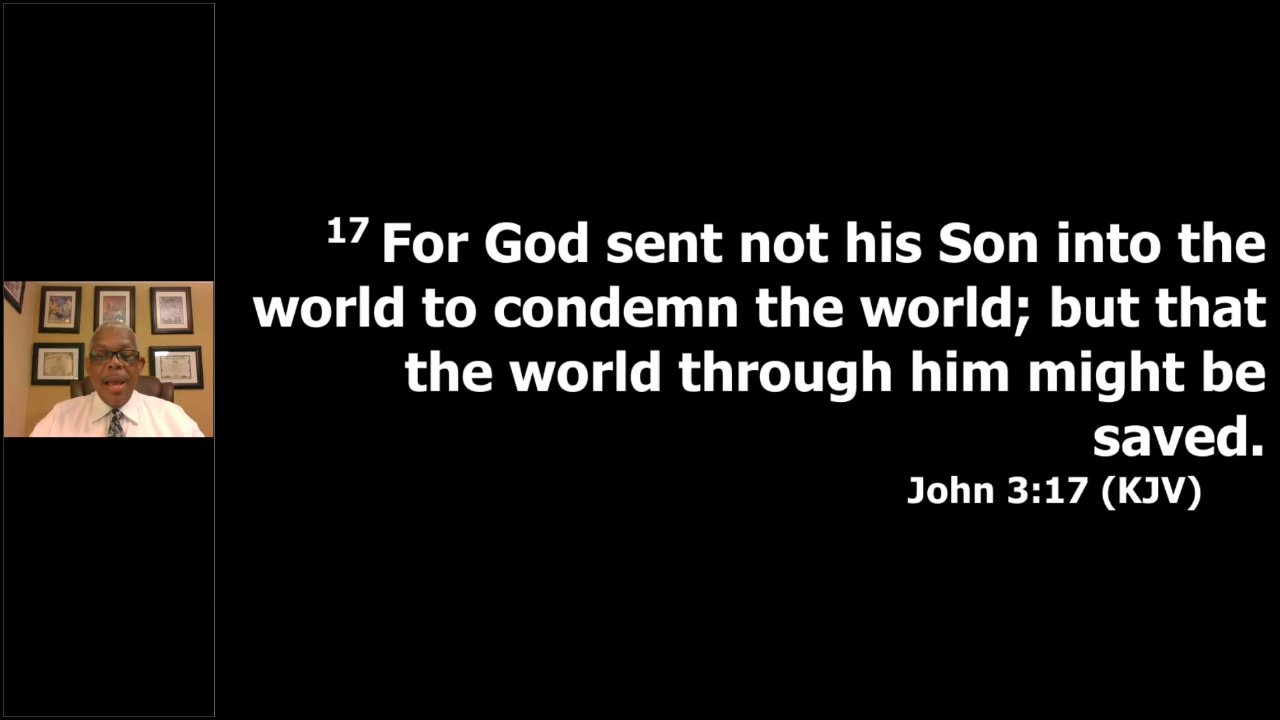 17 For God sent not his Son into the
world to condemn the world; but that
the world through him might be
saved.
John 3:17 (KJV)